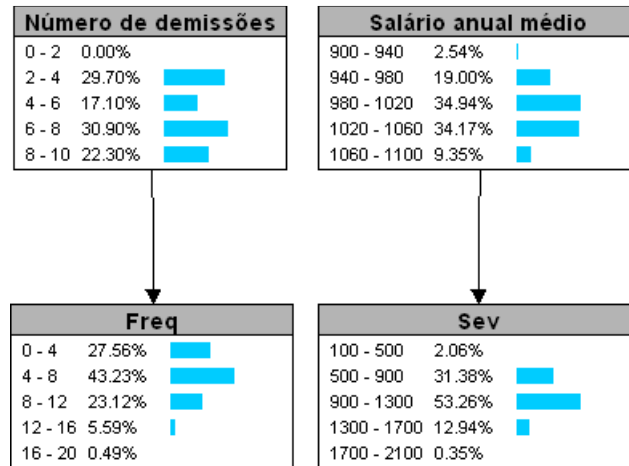 Número de demissões
0 - 2 0.00%
2 - 4 29.70%
4 - 6 17.10%
6 - 8 30.90%
8 - 10 22.30%
Salário anual médio
900 - 940 2.54%
940 - 980 19.00%
980 - 1020 34.94%
1020 - 1060 34.17%
1060 - 1100 9.35%
Freq
0 - 4 27.56%
4 - 8 43.23%
8 - 12 23.12%
12 - 16 5.59%
16 - 20 0.49%
Sev
100 - 500 2.06%
500 - 900 31.38%
900 - 1300 53.26%
1300 - 1700 12.94%
1700 - 2100 0.35%